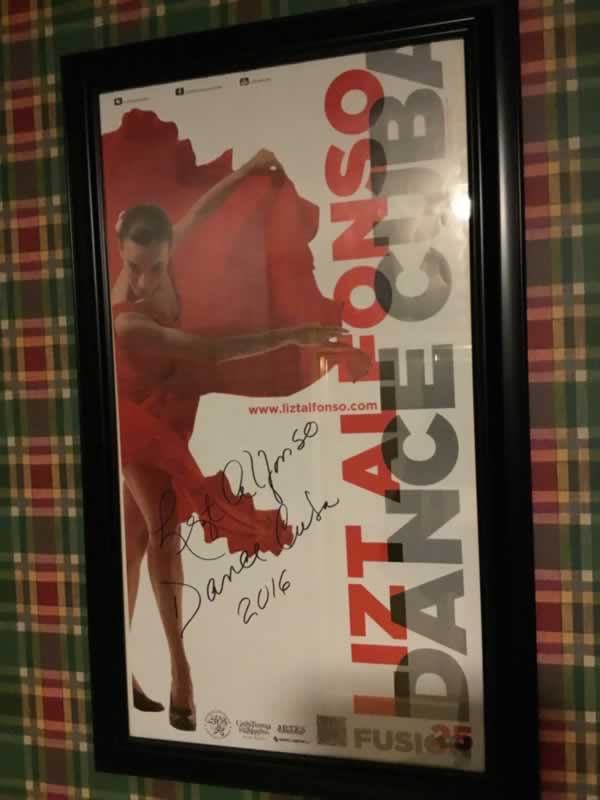 LIZT ALFONSO
DANCE CUBA
www.liztalfonso.com
Lizt Alfonso
Dance Cuba
2016
FUSION
25